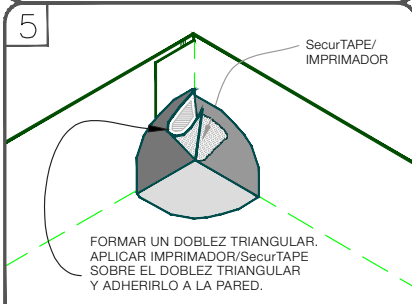 5
SecurTAPE/
IMPRIMADOR
FORMAR UN DOBLEZ TRIANGULAR.
APLICAR IMPRIMADOR/SecurTAPE
SOBRE EL DOBLEZ TRIANGULAR
Y ADHERIRLO A LA PARED.